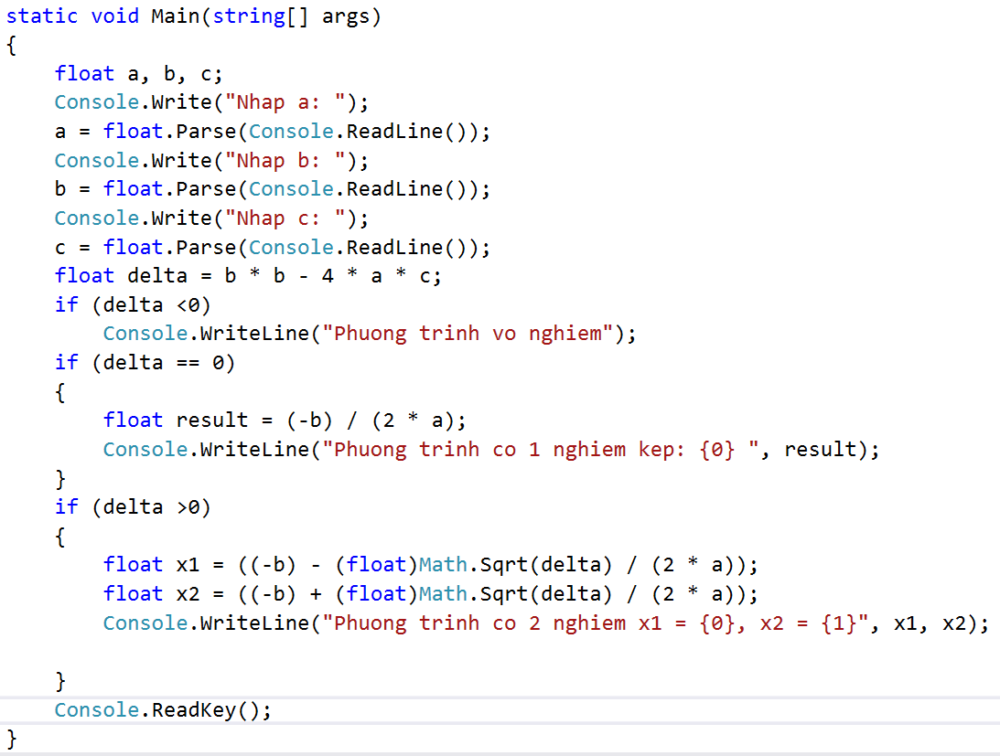 static void Main(string[] args)
{
    float a, b, c;
    Console.Write("Nhap a: ");
    a = float.Parse(Console.ReadLine());
    Console.Write("Nhap b: ");
    b = float.Parse(Console.ReadLine());
    Console.Write("Nhap c: ");
    c = float.Parse(Console.ReadLine());
    float delta = b * b - 4 * a * c;
    if (delta <0)
        Console.WriteLine("Phuong trinh vo nghiem");
    if (delta == 0)
    {
        float result = (-b) / (2 * a);
        Console.WriteLine("Phuong trinh co 1 nghiem kep: {0} ", result);
    }
    if (delta >0)
    {
        float x1 = ((-b) - (float)Math.Sqrt(delta) / (2 * a));
        float x2 = ((-b) + (float)Math.Sqrt(delta) / (2 * a));
        Console.WriteLine("Phuong trinh co 2 nghiem x1 = {0}, x2 = {1}", x1, x2);

    }
    Console.ReadKey();
}